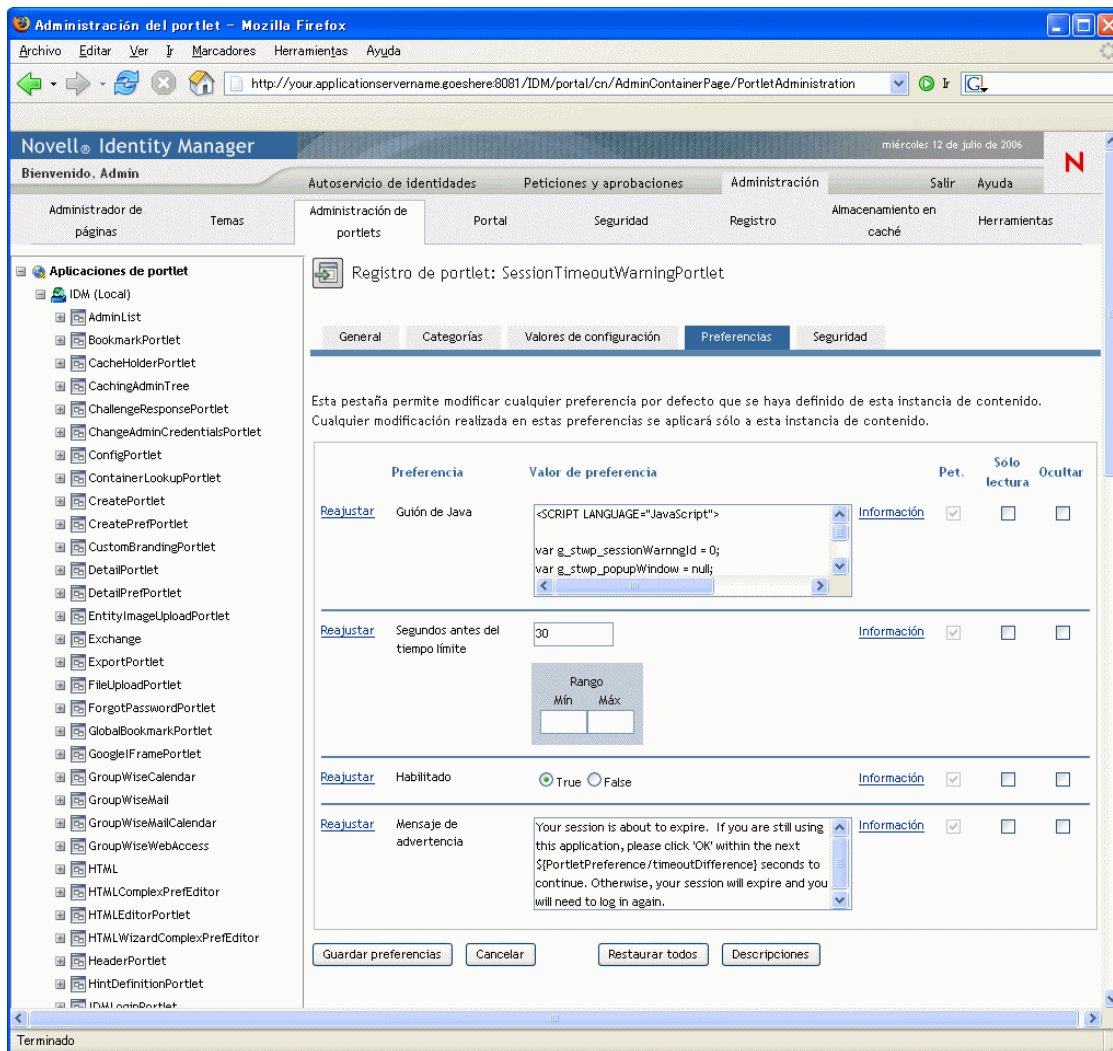 Administración del portlet - Mozilla Firefox
Archivo Editar Ver Ir Marcadores Herramientas Ayuda
http://your.applicationservername.goeshere:8081/IDM/portal/cn/AdminContainerPage/PortletAdministration Ir G
Novell® Identity Manager miércoles 12 de julio de 2006
N
Bienvenido, Admin
Autoservicio de identidades Peticiones y aprobaciones Administración Salir Ayuda
Administrador de páginas Temas Administración de portlets Portal Seguridad Registro Almacenamiento en caché Herramientas
Aplicaciones de portlet
IDM (Local)
AdminList
BookmarkPortlet
CacheHolderPortlet
CachingAdminTree
ChallengeResponsePortlet
ChangeAdminCredentialsPortlet
ConfigPortlet
ContainerLookupPortlet
CreatePortlet
CreatePrefPortlet
CustomBrandingPortlet
DetailPortlet
DetailPrefPortlet
EntityImageUploadPortlet
Exchange
ExportPortlet
FileUploadPortlet
ForgotPasswordPortlet
GlobalBookmarkPortlet
GoogleIFramePortlet
GroupWiseCalendar
GroupWiseMail
GroupWiseMailCalendar
GroupWiseWebAccess
HTML
HTMLComplexPrefEditor
HTMLEditorPortlet
HTMLWizardComplexPrefEditor
HeaderPortlet
HintDefinitionPortlet
IDMLoginPortlet
Registro de portlet: SessionTimeoutWarningPortlet
General Categorías Valores de configuración Preferencias Seguridad
Esta pestaña permite modificar cualquier preferencia por defecto que se haya definido de esta instancia de contenido.
Cualquier modificación realizada en estas preferencias se aplicará sólo a esta instancia de contenido.
Preferencia Valor de preferencia Pet. Sólo lectura Ocultar
Reajustar Guión de Java Información
<SCRIPT LANGUAGE="JavaScript">
var g_stwp_sessionWarnngId = 0;
var g_stwp_popupWindow = null;
Reajustar Segundos antes del tiempo límite 30 Información
Rango
Mín Máx
Reajustar Habilitado True False Información
Reajustar Mensaje de advertencia Información
Your session is about to expire. If you are still using
this application, please click 'OK' within the next
${PortletPreference/timeoutDifference} seconds to
continue. Otherwise, your session will expire and you
will need to log in again.
Guardar preferencias Cancelar Restaurar todos Descripciones
Terminado